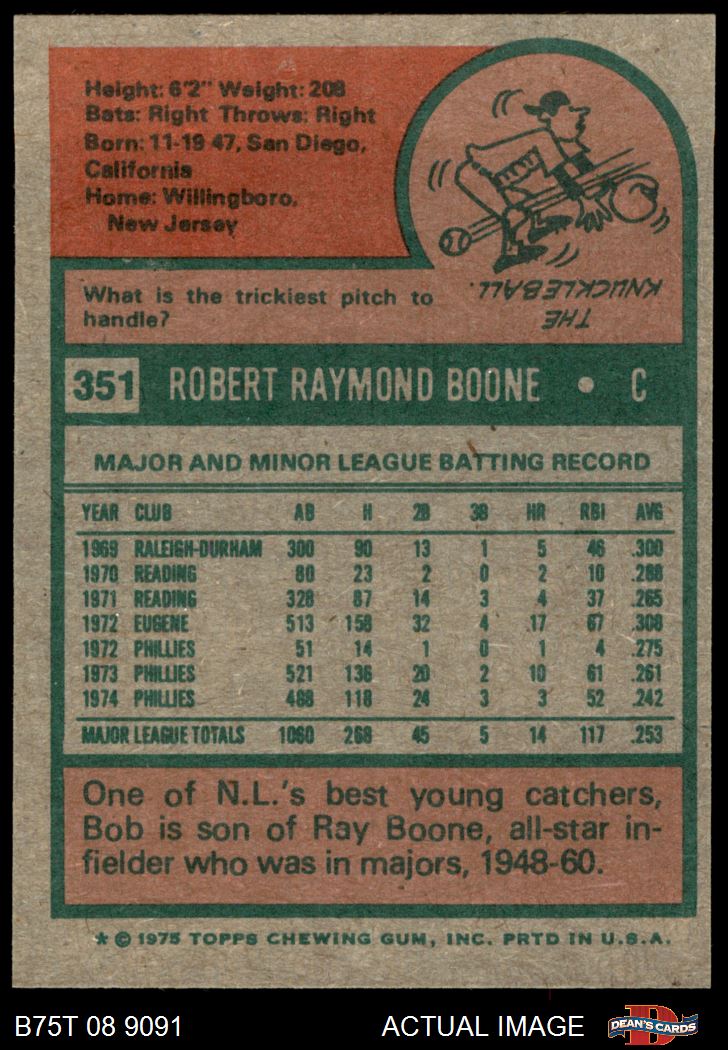 Height: 6'2" Weight: 208
Bats: Right Throws: Right
Born: 11-19 47, San Diego,
California
Home: Willingboro,
New Jersey
What is the trickiest pitch to
handle?
THE
KNUCKLEBALL.
351 ROBERT RAYMOND BOONE • C
MAJOR AND MINOR LEAGUE BATTING RECORD
YEAR CLUB AB H 2B 3B HR RBI AVG
1969 RALEIGH-DURHAM 300 90 13 1 5 46 .300
1970 READING 80 23 2 0 2 10 .288
1971 READING 328 87 14 3 4 37 .265
1972 EUGENE 513 158 32 4 17 67 .308
1972 PHILLIES 51 14 1 0 1 4 .275
1973 PHILLIES 521 136 20 2 10 61 .261
1974 PHILLIES 488 118 24 3 3 52 .242
MAJOR LEAGUE TOTALS 1060 268 45 5 14 117 .253
One of N.L.'s best young catchers,
Bob is son of Ray Boone, all-star in-
fielder who was in majors, 1948-60.
* © 1975 TOPPS CHEWING GUM, INC. PRTD IN U.S.A.
B75T 08 9091 ACTUAL IMAGE DEAN'S CARDS